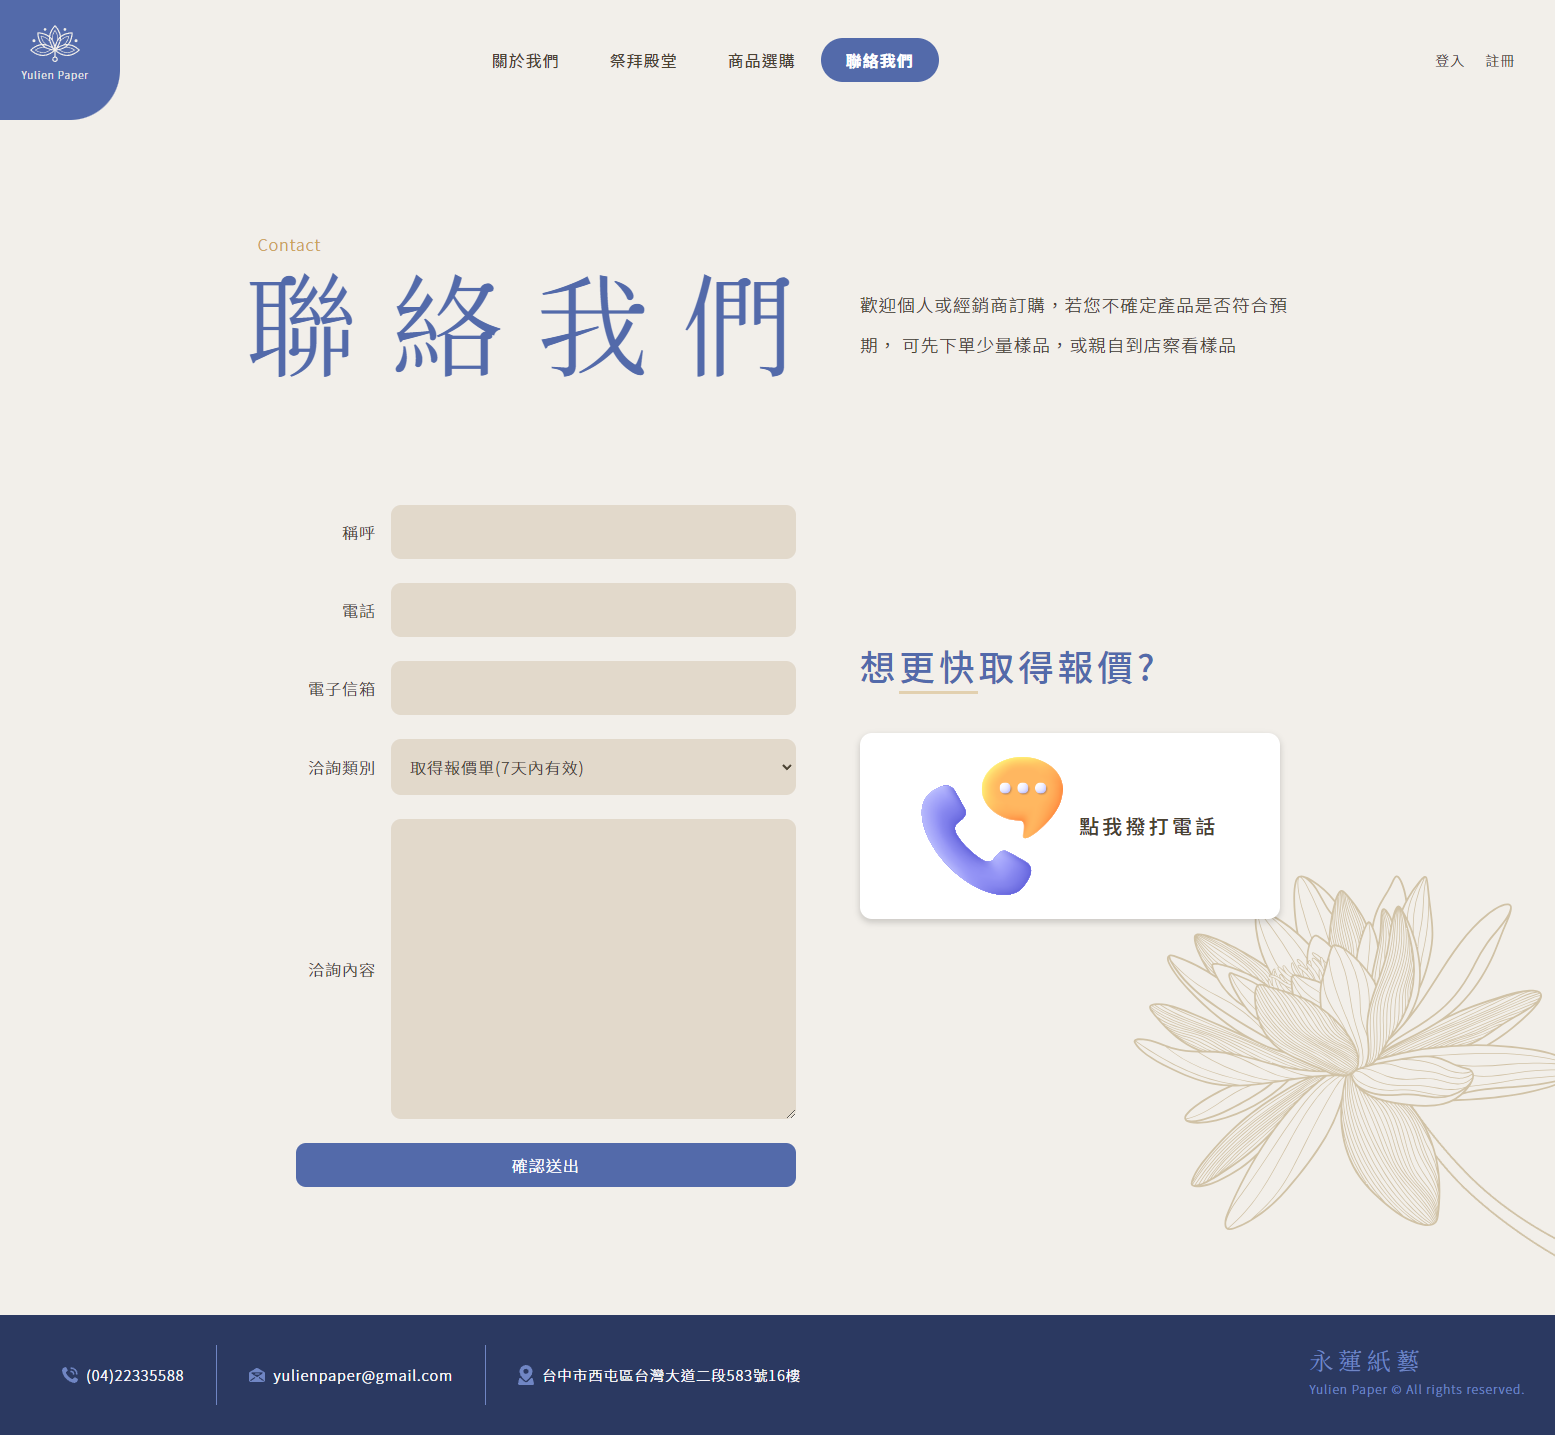 Yulien Paper
關於我們
祭拜殿堂
商品選購
聯絡我們
登入
註冊
Contact
聯絡我們
歡迎個人或經銷商訂購，若您不確定產品是否符合預
期， 可先下單少量樣品，或親自到店察看樣品
稱呼
電話
電子信箱
洽詢類別
取得報價單(7天內有效)
洽詢內容
確認送出
想更快取得報價?
點我撥打電話
(04)22335588
yulienpaper@gmail.com
台中市西屯區台灣大道二段583號16樓
永蓮紙藝
Yulien Paper © All rights reserved.